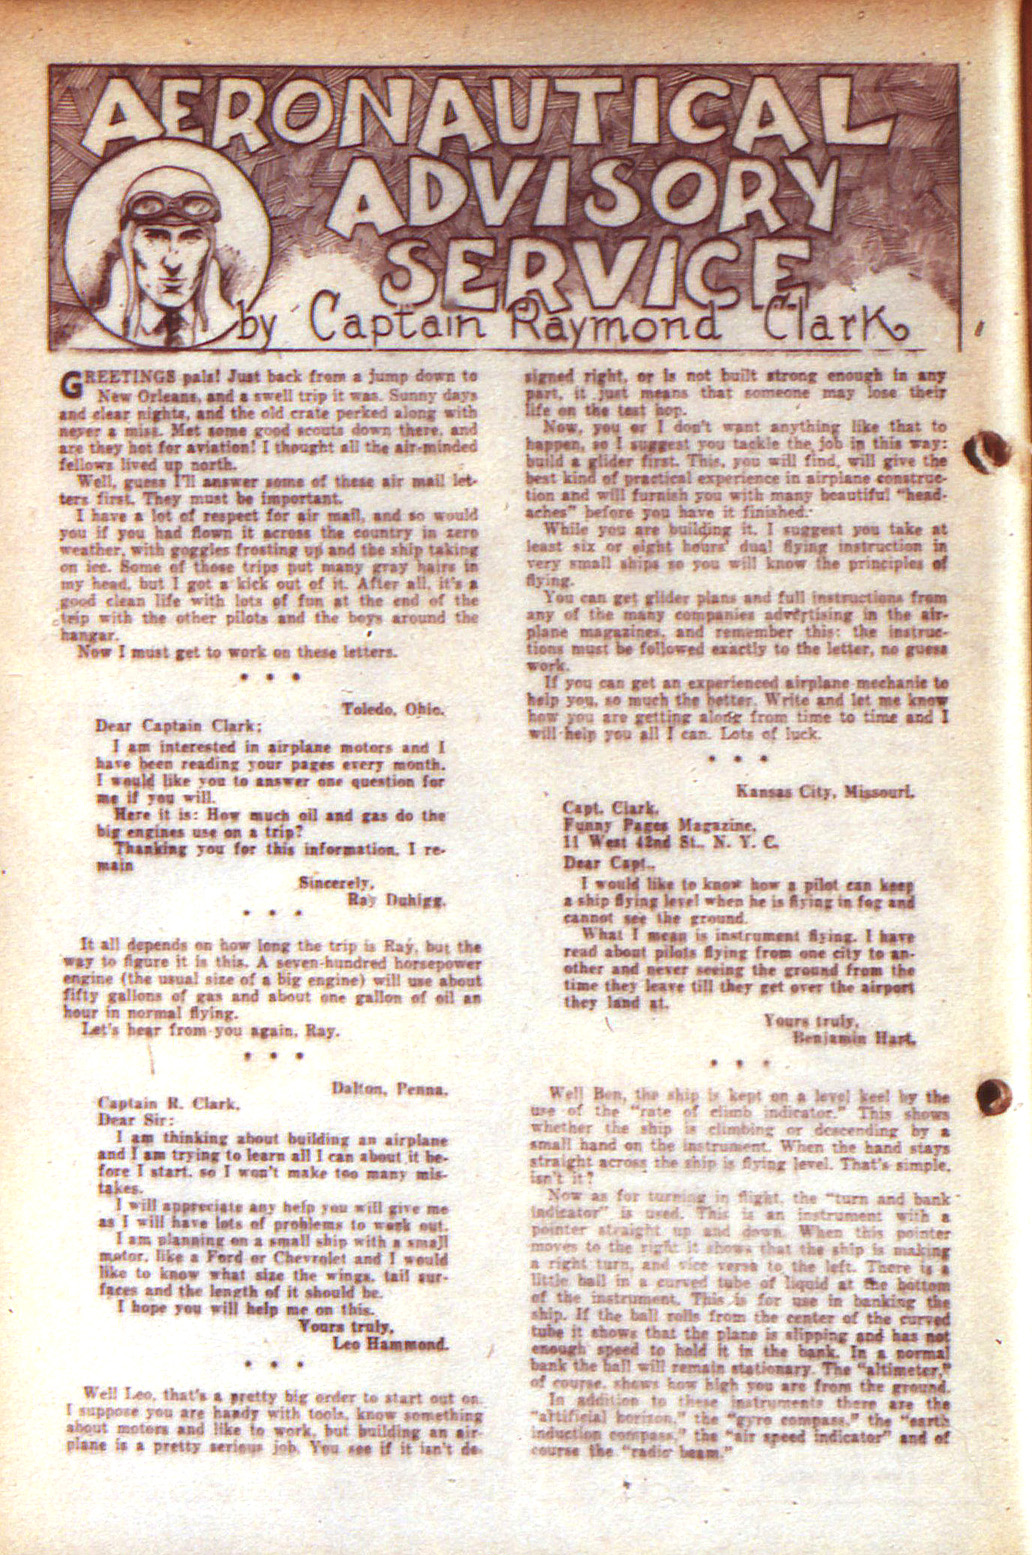 AERONAUTICAL
ADVISORY
SERVICE
by Captain Raymond Clark
GREETINGS pals! Just back from a jump down to
New Orleans, and a swell trip it was. Sunny days
and clear nights, and the old crate perked along with
never a miss. Met some good scouts down there, and
are they hot for aviation! I thought all the air-minded
fellows lived up north.
Well, guess I'll answer some of these air mail let-
ters first. They must be important.
I have a lot of respect for air mail, and so would
you if you had flown it across the country in zero
weather, with goggles frosting up and the ship taking
on ice. Some of those trips put many gray hairs in
my head, but I got a kick out of it. After all, it's a
good clean life with lots of fun at the end of the
trip with the other pilots and the boys around the
hangar.
Now I must get to work on these letters.
* * *
Toledo, Ohio.
Dear Captain Clark:
I am interested in airplane motors and I
have been reading your pages every month.
I would like you to answer one question for
me if you will.
Here it is: How much oil and gas do the
big engines use on a trip?
Thanking you for this information, I re-
main
Sincerely,
Ray Duhigg.
* * *
It all depends on how long the trip is Ray, but the
way to figure it is this. A seven-hundred horsepower
engine (the usual size of a big engine) will use about
fifty gallons of gas and about one gallon of oil an
hour in normal flying.
Let's hear from you again, Ray.
* * *
Dalton, Penna.
Captain R. Clark,
Dear Sir:
I am thinking about building an airplane
and I am trying to learn all I can about it be-
fore I start, so I won't make too many mis-
takes.
I will appreciate any help you will give me
as I will have lots of problems to work out.
I am planning on a small ship with a small
motor, like a Ford or Chevrolet and I would
like to know what size the wings, tail sur-
faces and the length of it should be.
I hope you will help me on this.
Yours truly,
Leo Hammond.
* * *
Well Leo, that's a pretty big order to start out on.
I suppose you are handy with tools, know something
about motors and like to work, but building an air-
plane is a pretty serious job. You see if it isn't de-
signed right, or is not built strong enough in any
part, it just means that someone may lose their
life on the test hop.
Now, you or I don't want anything like that to
happen, so I suggest you tackle the job in this way:
build a glider first. This, you will find, will give the
best kind of practical experience in airplane construc-
tion and will furnish you with many beautiful "head-
aches" before you have it finished.
While you are building it, I suggest you take at
least six or eight hours' dual flying instruction in
very small ships so you will know the principles of
flying.
You can get glider plans and full instructions from
any of the many companies advertising in the air-
plane magazines, and remember this: the instruc-
tions must be followed exactly to the letter, no guess
work.
If you can get an experienced airplane mechanic to
help you, so much the better. Write and let me know
how you are getting along from time to time and I
will help you all I can. Lots of luck.
* * *
Kansas City, Missouri.
Capt. Clark,
Funny Pages Magazine,
11 West 42nd St., N. Y. C.
Dear Capt.,
I would like to know how a pilot can keep
a ship flying level when he is flying in fog and
cannot see the ground.
What I mean is instrument flying. I have
read about pilots flying from one city to an-
other and never seeing the ground from the
time they leave till they get over the airport
they land at.
Yours truly,
Benjamin Hart.
* * *
Well Ben, the ship is kept on a level keel by the
use of the "rate of climb indicator." This shows
whether the ship is climbing or descending by a
small hand on the instrument. When the hand stays
straight across the ship is flying level. That's simple,
isn't it?
Now as for turning in flight, the "turn and bank
indicator" is used. This is an instrument with a
pointer straight up and down. When this pointer
moves to the right it shows that the ship is making
a right turn, and vice versa to the left. There is a
little ball in a curved tube of liquid at the bottom
of the instrument. This is for use in banking the
ship. If the ball rolls from the center of the curved
tube it shows that the plane is slipping and has not
enough speed to hold it in the bank. In a normal
bank the ball will remain stationary. The "altimeter,"
of course, shows how high you are from the ground.
In addition to these instruments there are the
"artificial horizon," the "gyro compass," the "earth
induction compass," the "air speed indicator" and of
course the "radio beam."